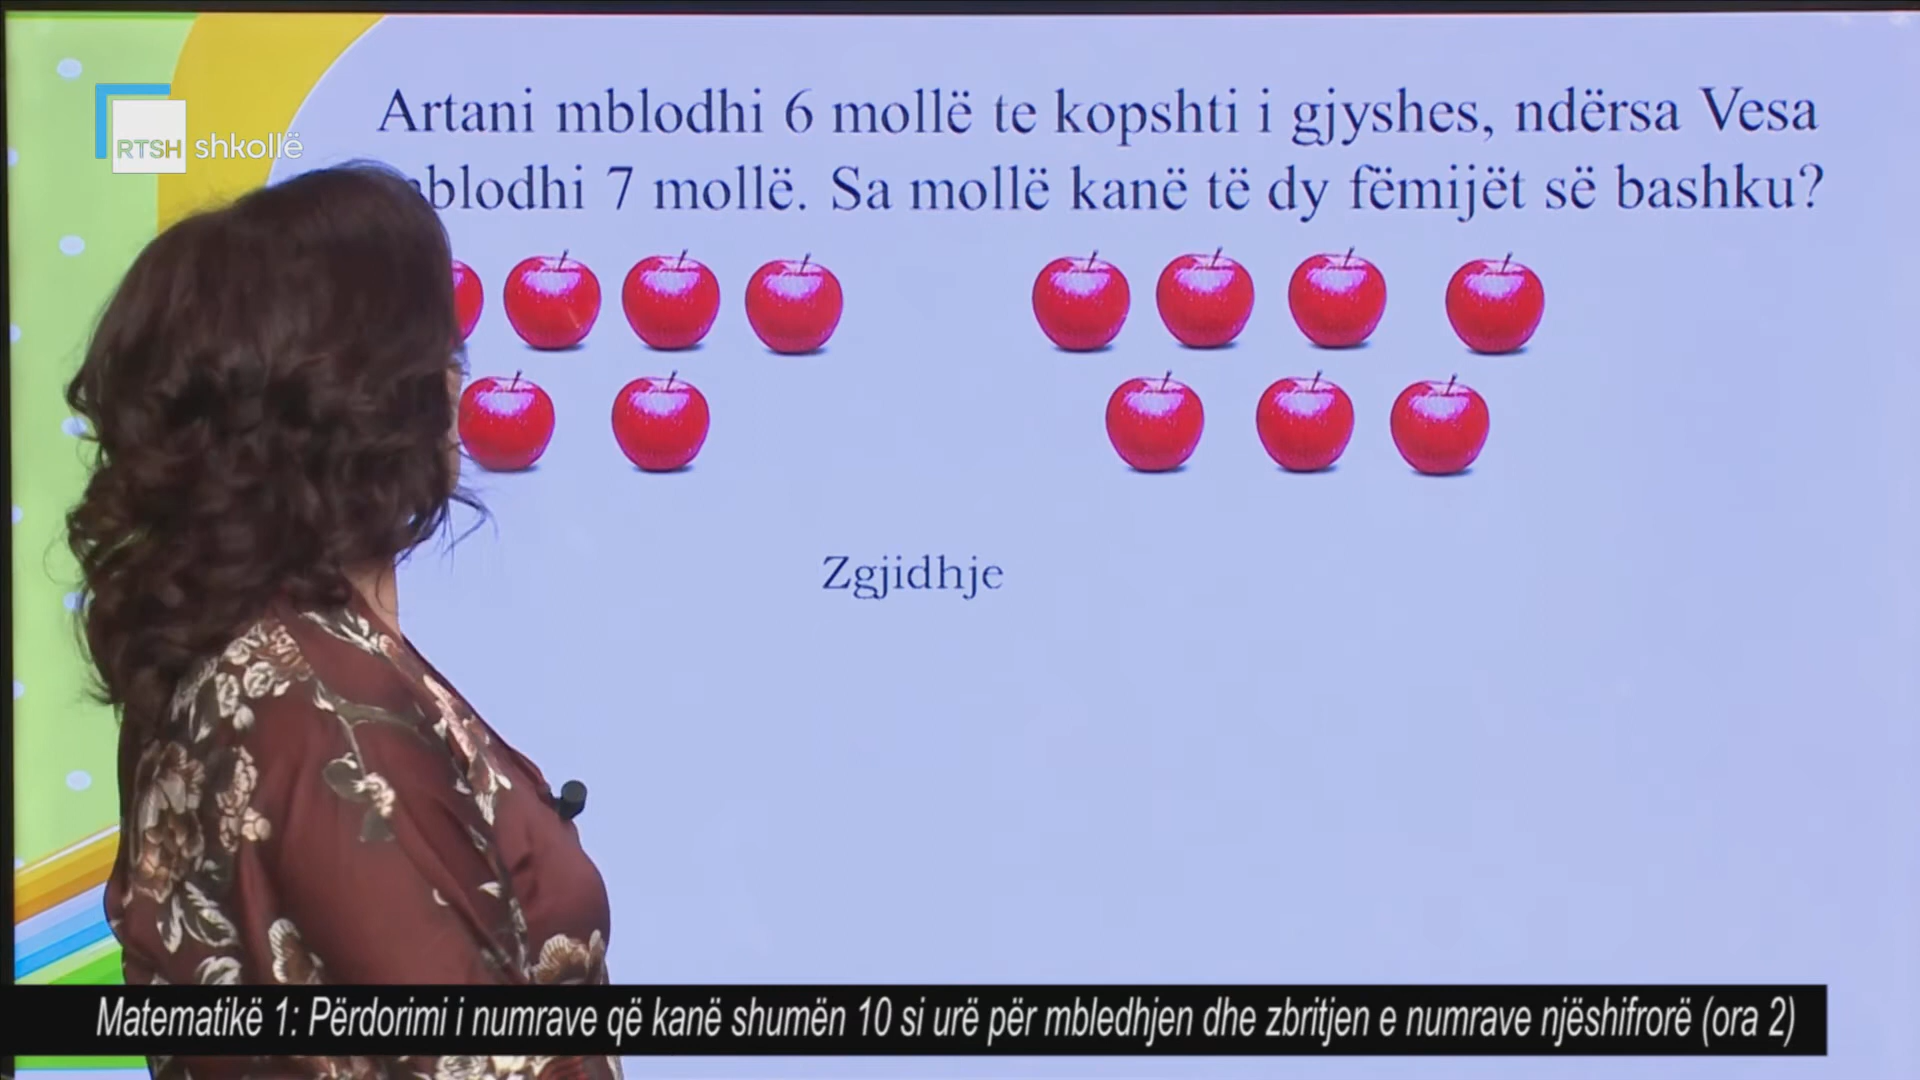 RTSH shkollë
Artani mblodhi 6 mollë te kopshti i gjyshes, ndërsa Vesa
mblodhi 7 mollë. Sa mollë kanë të dy fëmijët së bashku?
Zgjidhje
Matematikë 1: Përdorimi i numrave që kanë shumën 10 si urë për mbledhjen dhe zbritjen e numrave njëshifrorë (ora 2)